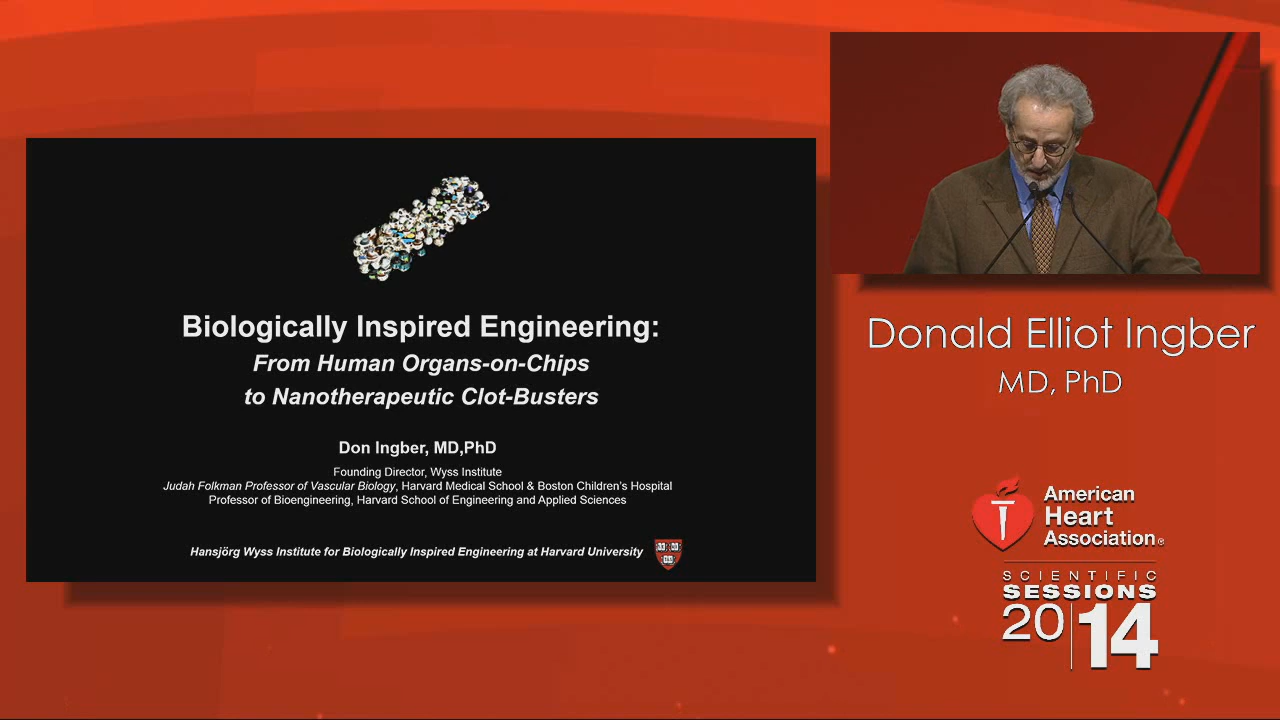 Biologically Inspired Engineering:
From Human Organs-on-Chips
to Nanotherapeutic Clot-Busters
Don Ingber, MD,PhD
Founding Director, Wyss Institute
Judah Folkman Professor of Vascular Biology, Harvard Medical School & Boston Children's Hospital
Professor of Bioengineering, Harvard School of Engineering and Applied Sciences
Hansjörg Wyss Institute for Biologically Inspired Engineering at Harvard University
Donald Elliot Ingber
MD, PhD
American
Heart
Association®
SCIENTIFIC
SESSIONS
20|14